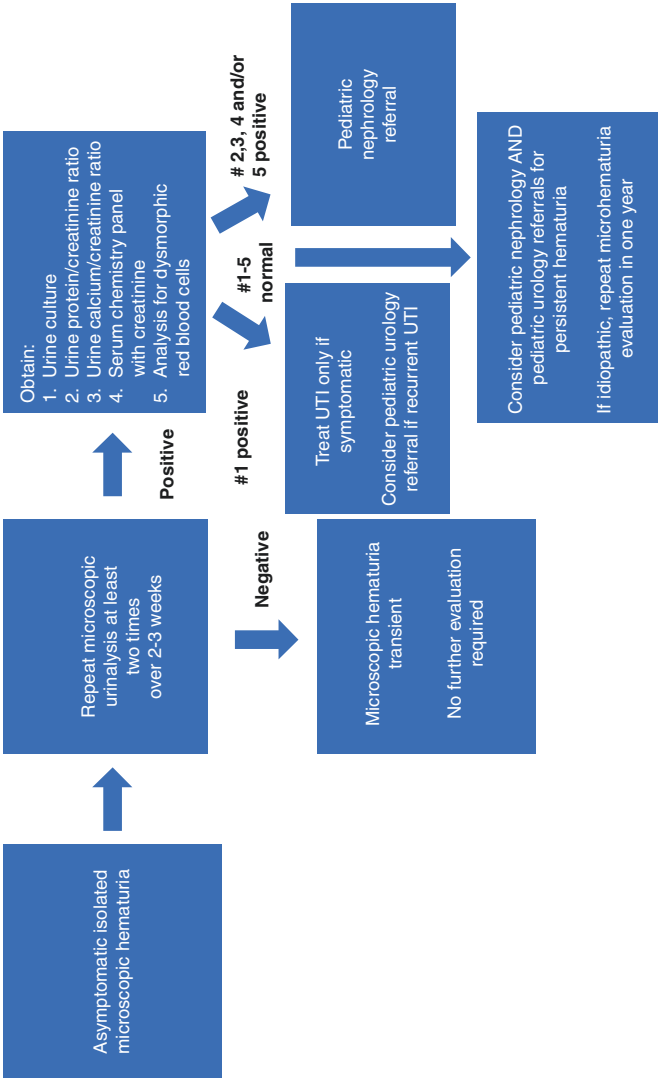 Asymptomatic isolated
microscopic hematuria
Repeat microscopic
urinalysis at least
two times
over 2-3 weeks
Positive
Negative
Microscopic hematuria
transient
No further evaluation
required
Obtain:
1. Urine culture
2. Urine protein/creatinine ratio
3. Urine calcium/creatinine ratio
4. Serum chemistry panel
with creatinine
5. Analysis for dysmorphic
red blood cells
#1 positive
#1-5
normal
# 2,3, 4 and/or
5 positive
Treat UTI only if
symptomatic
Consider pediatric urology
referral if recurrent UTI
Pediatric
nephrology
referral
Consider pediatric nephrology AND
pediatric urology referrals for
persistent hematuria
If idiopathic, repeat microhematuria
evaluation in one year